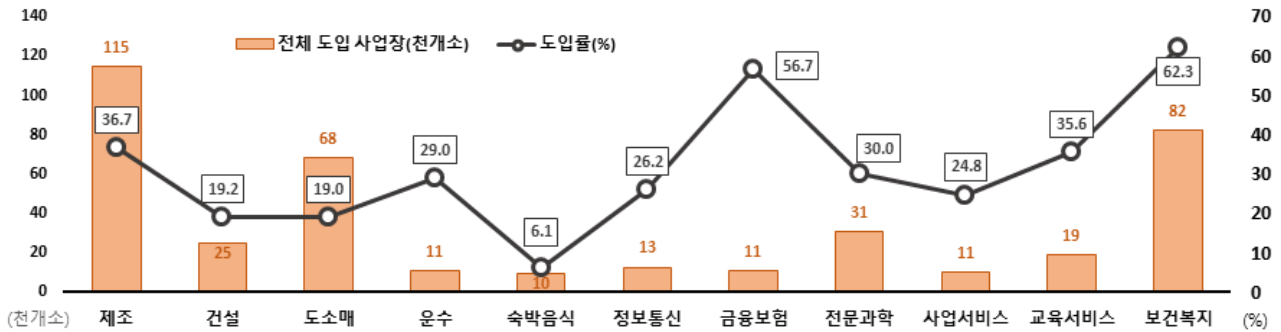 140 70
전체 도입 사업장(천개소) 도입률(%)
120 115 60
56.7 62.3
100 50
82
80 36.7 68 35.6 40
29.0 30.0
60 26.2 24.8 30
19.2 19.0
40 31 20
6.1
20 25 11 13 11 11 19 10
10
0 0
(천개소) 제조 건설 도소매 운수 숙박음식 정보통신 금융보험 전문과학 사업서비스 교육서비스 보건복지 (%)